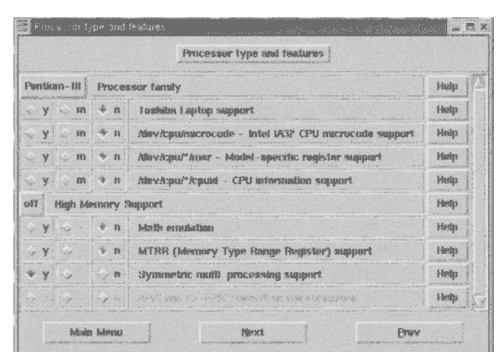 Processor type and features
Processor type and features
Pentium-III Processor family Help
y m n Toshiba Laptop support Help
y m n /dev/cpu/microcode - Intel IA32 CPU microcode support Help
y m n /dev/cpu/*/msr - Model-specific register support Help
y m n /dev/cpu/*/cpuid - CPU information support Help
off High Memory Support Help
y - n Math emulation Help
y - n MTRR (Memory Type Range Register) support Help
y - n Symmetric multi-processing support Help
Help
Main Menu Next Prev